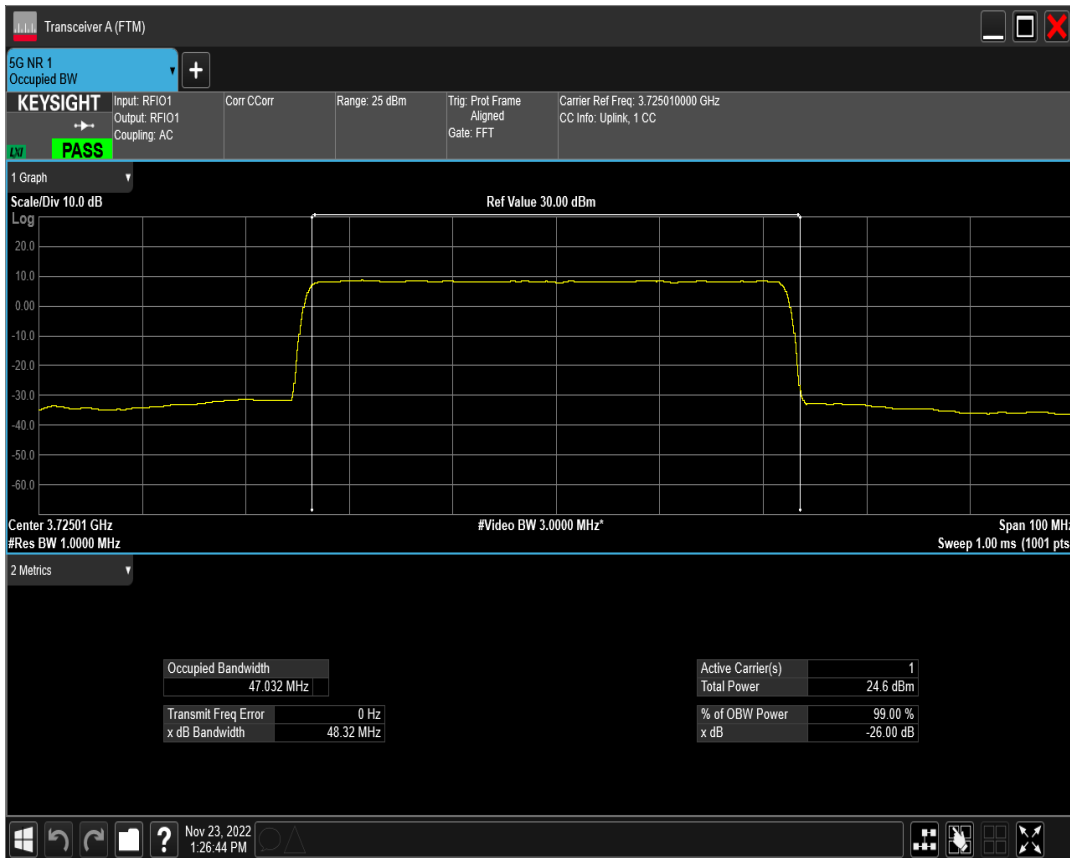 Transceiver A (FTM)
5G NR 1
Occupied BW
+
KEYSIGHT
LXI
PASS
Input: RFIO1
Output: RFIO1
Coupling: AC
Corr CCorr
Range: 25 dBm
Trig: Prot Frame
Aligned
Gate: FFT
Carrier Ref Freq: 3.725010000 GHz
CC Info: Uplink, 1 CC
1 Graph
Scale/Div 10.0 dB
Ref Value 30.00 dBm
Log
20.0
10.0
0.00
-10.0
-20.0
-30.0
-40.0
-50.0
-60.0
Center 3.72501 GHz
#Video BW 3.0000 MHz*
Span 100 MHz
#Res BW 1.0000 MHz
Sweep 1.00 ms (1001 pts
2 Metrics
Occupied Bandwidth
47.032 MHz
Transmit Freq Error 0 Hz
x dB Bandwidth 48.32 MHz
Active Carrier(s) 1
Total Power 24.6 dBm
% of OBW Power 99.00 %
x dB -26.00 dB
?
Nov 23, 2022
1:26:44 PM